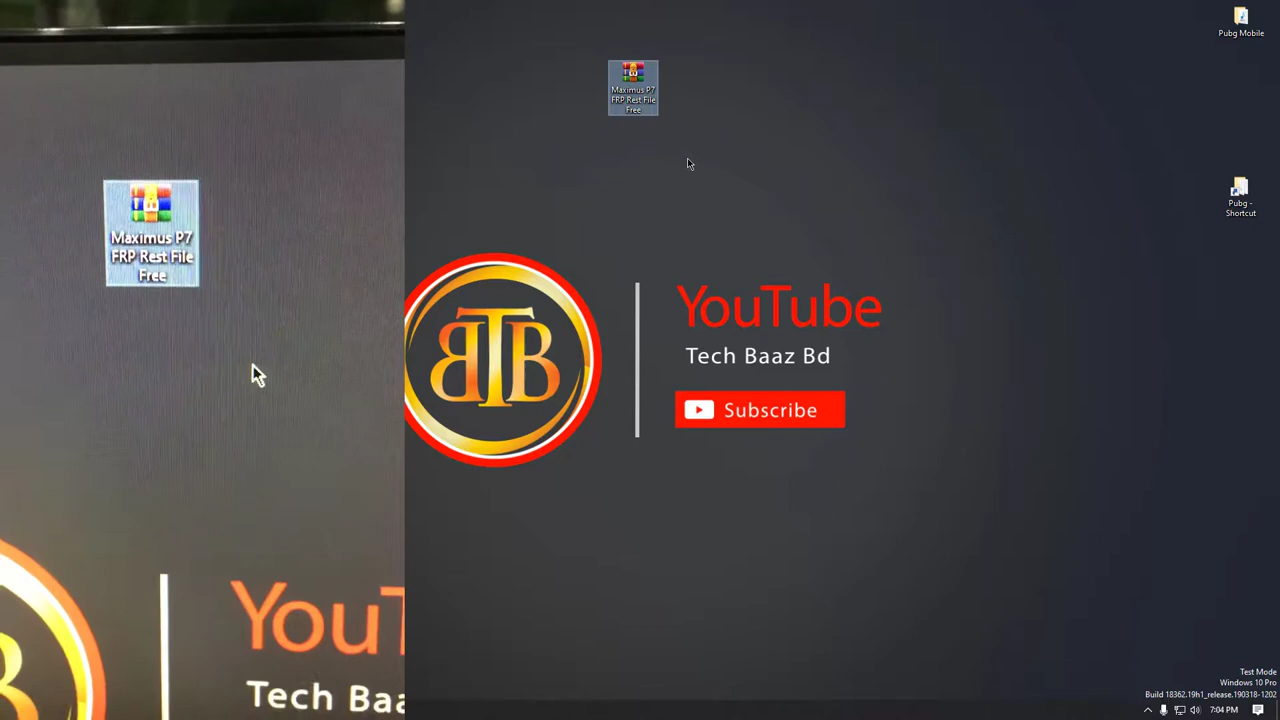 Maximus P7
FRP Rest File
Free
YouT
Tech Baa
B
Maximus P7
FRP Rest File
Free
BTB
YouTube
Tech Baaz Bd
Subscribe
Pubg Mobile
Pubg -
Shortcut
Test Mode
Windows 10 Pro
Build 18362.19h1_release.190318-1202
7:04 PM